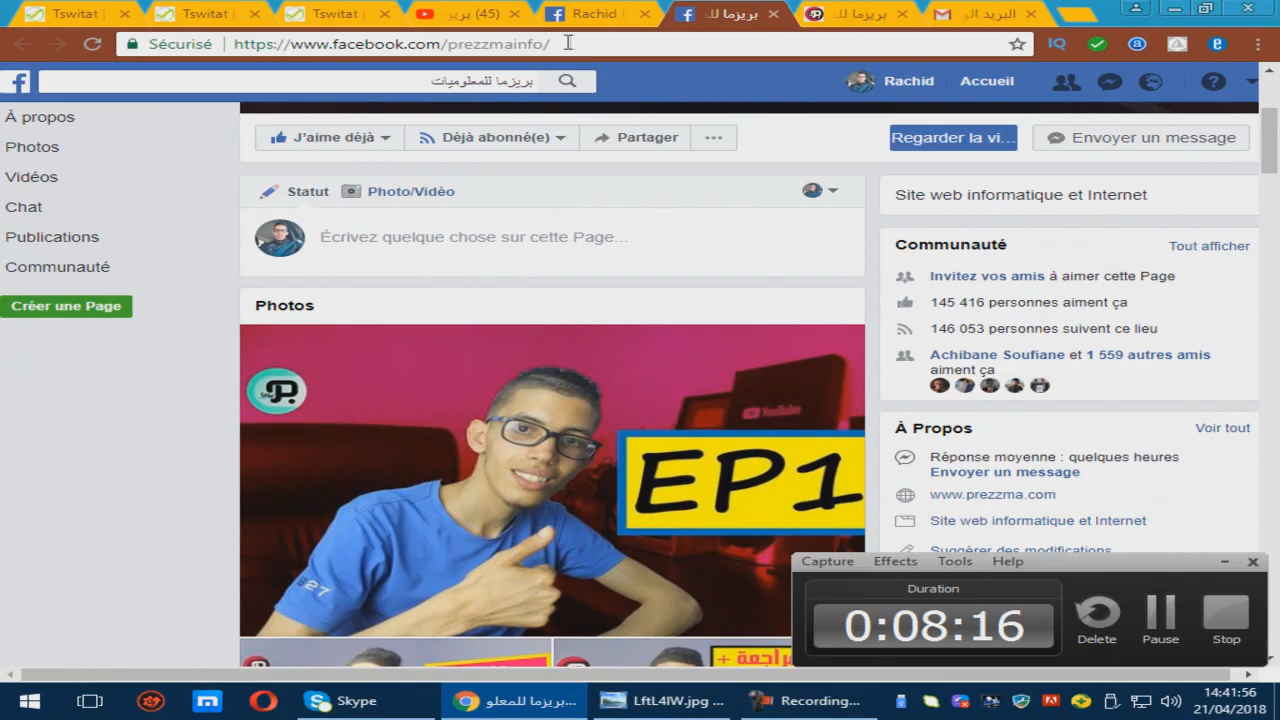 Tswitat
Tswitat
Tswitat
(45) بريز
Rachid
بريزما لل
بريزما لل
البريد ال
Sécurisé
https://www.facebook.com/prezzmainfo/
IQ
بريزما للمعلوميات
Rachid
Accueil
À propos
Photos
Vidéos
Chat
Publications
Communauté
Créer une Page
J'aime déjà
Déjà abonné(e)
Partager
Regarder la vi...
Envoyer un message
Statut
Photo/Vidéo
Écrivez quelque chose sur cette Page...
Photos
YouTube
EP1
927
مراجعة +
Site web informatique et Internet
Communauté
Tout afficher
Invitez vos amis à aimer cette Page
145 416 personnes aiment ça
146 053 personnes suivent ce lieu
Achibane Soufiane et 1 559 autres amis
aiment ça
À Propos
Voir tout
Réponse moyenne : quelques heures
Envoyer un message
www.prezzma.com
Site web informatique et Internet
Suggérer des modifications
Capture
Effects
Tools
Help
Duration
0:08:16
Delete
Pause
Stop
Skype
بريزما للمعلو...
LftL4IW.jpg ...
Recording...
14:41:56
21/04/2018